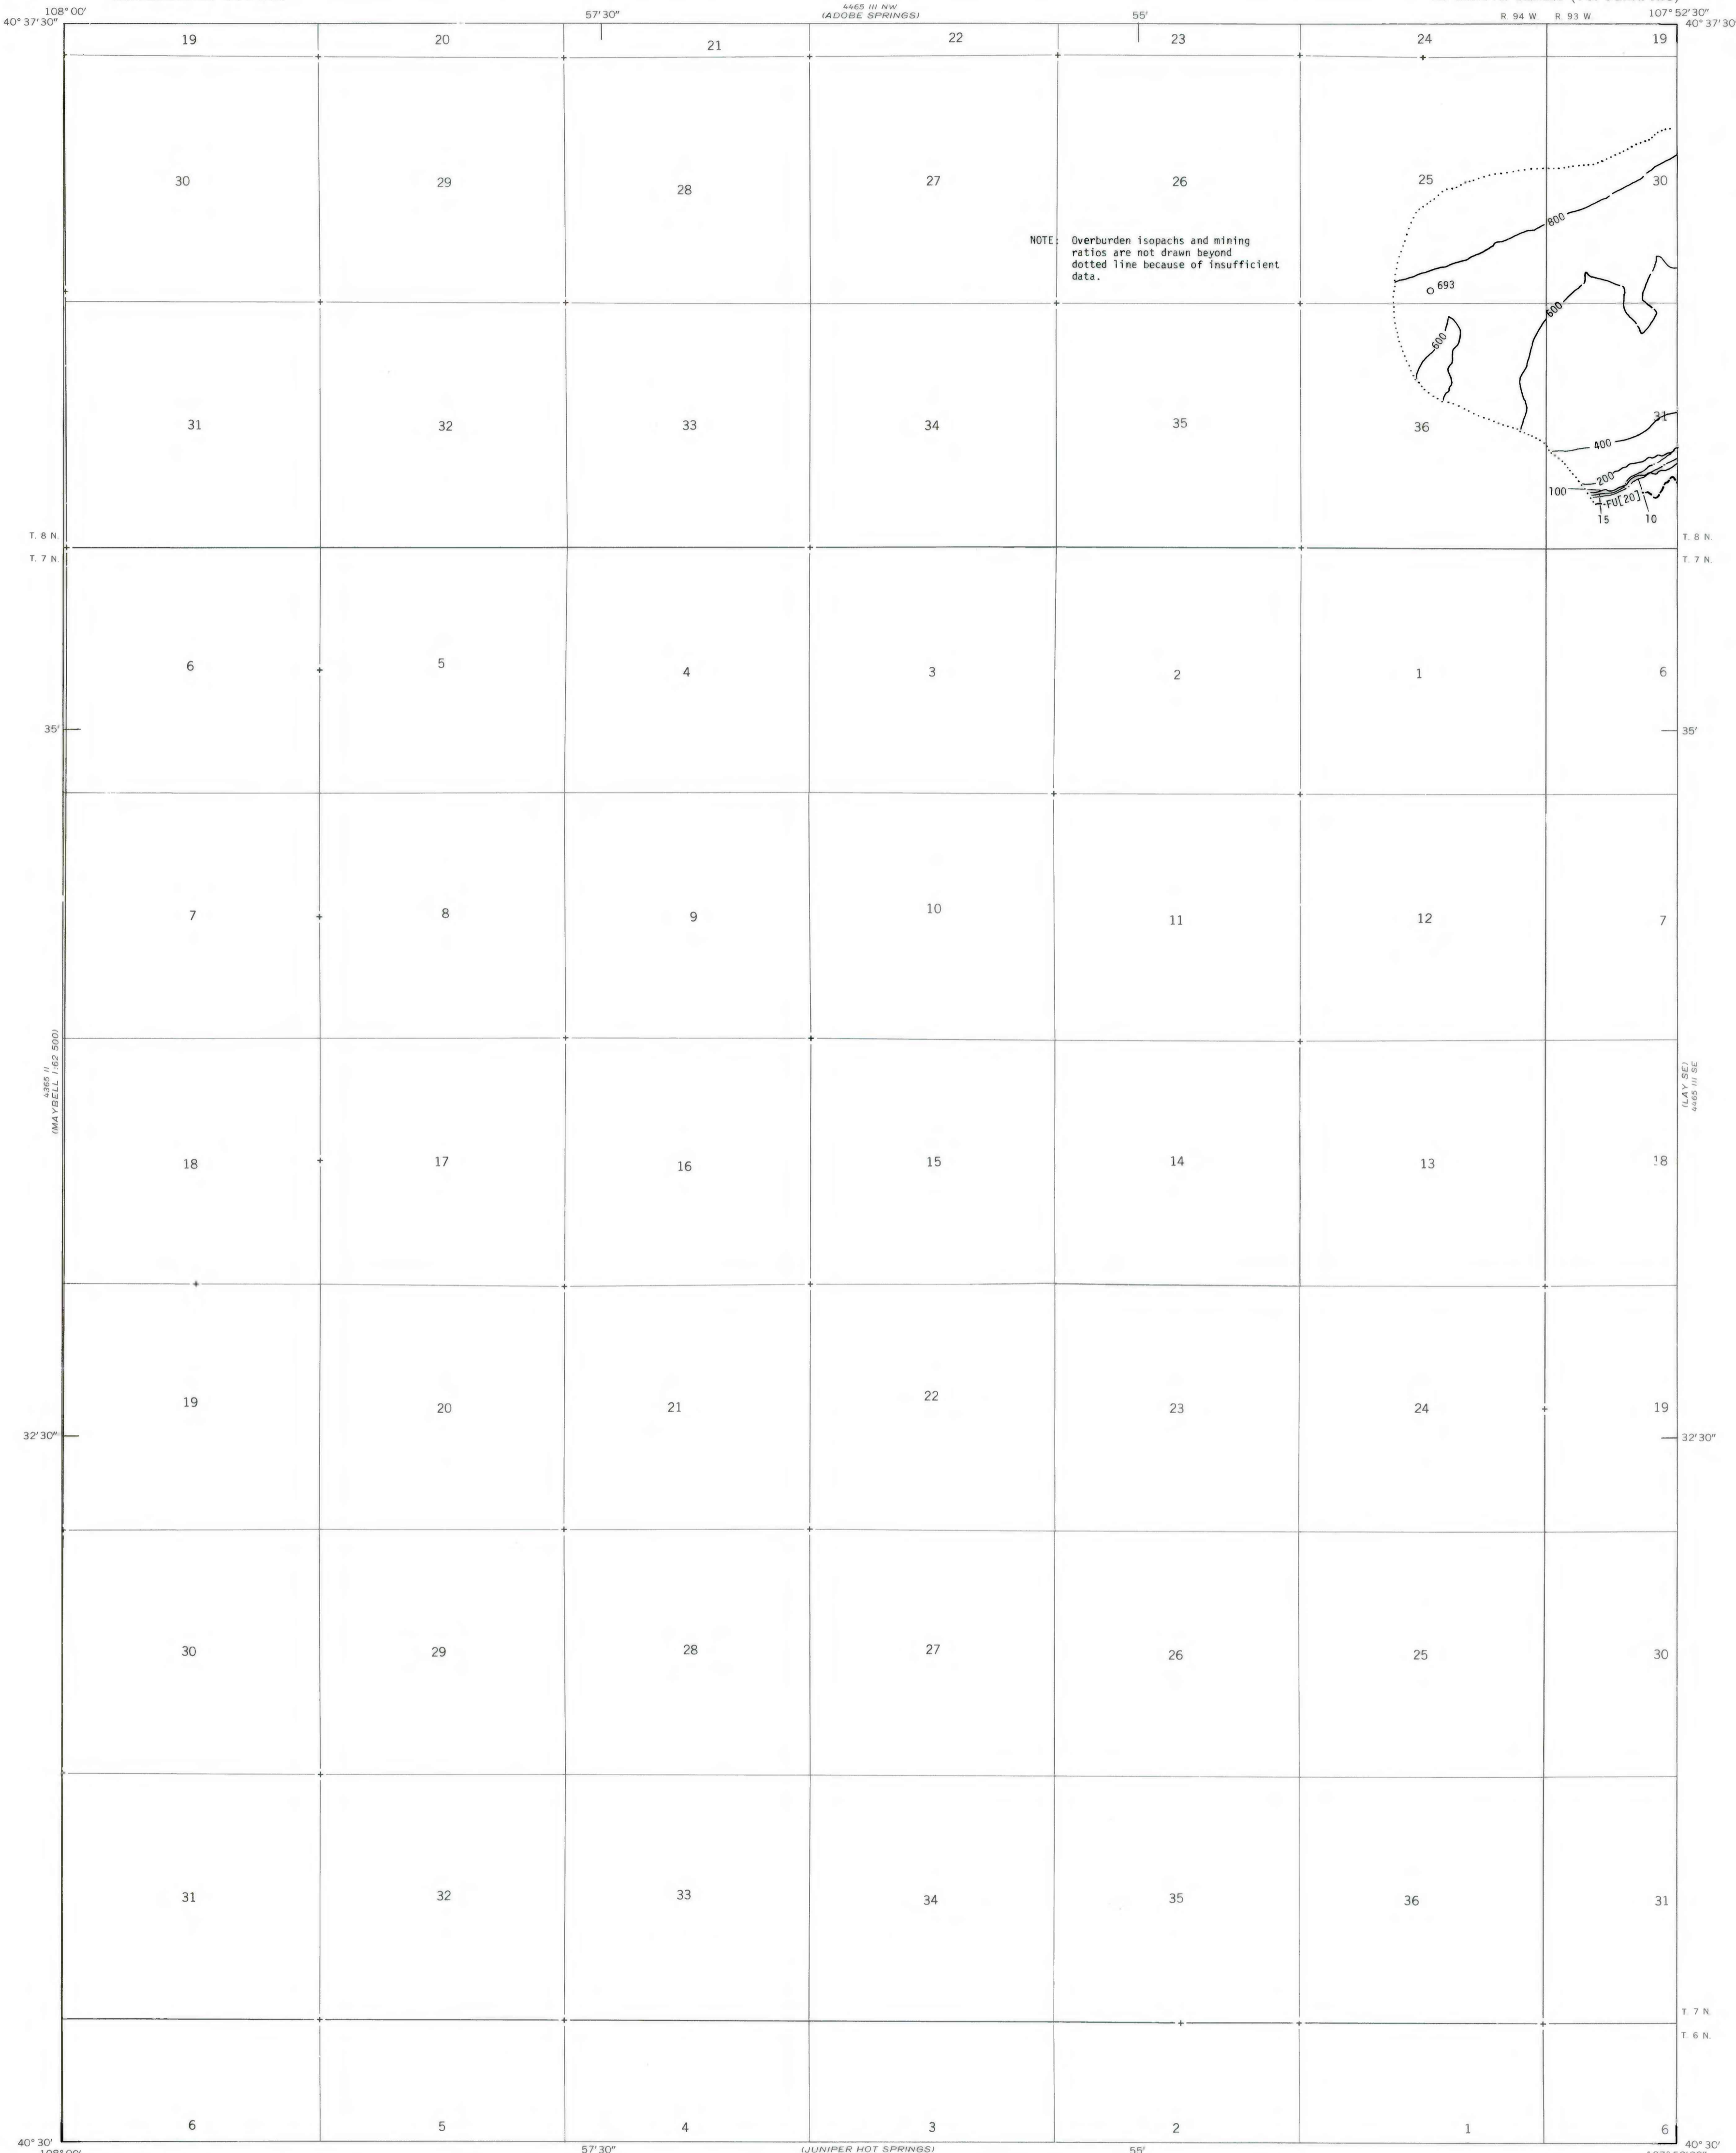 4465 III NW
(ADOBE SPRINGS)
108° 00'
57'30"
55'
R. 94 W. R. 93 W.
107° 52'30"
40° 37'30"
40° 37'30"
19 20 21 22 23 24 19
30 29 28 27 26 25 30
800
NOTE: Overburden isopachs and mining
ratios are not drawn beyond
dotted line because of insufficient
data.
693
600
600
31 32 33 34 35 36 31
400
200
100
FU[20]
15 10
T. 8 N. T. 8 N.
T. 7 N. T. 7 N.
6 5 4 3 2 1 6
35' 35'
7 8 9 10 11 12 7
4365 II
(MAYBELL 1:62 500)
(LAY SE)
4465 III SE
18 17 16 15 14 13 18
19 20 21 22 23 24 19
32'30" 32'30"
30 29 28 27 26 25 30
31 32 33 34 35 36 31
T. 7 N.
T. 6 N.
6 5 4 3 2 1 6
40° 30' 40° 30'
57'30" (JUNIPER HOT SPRINGS) 55'